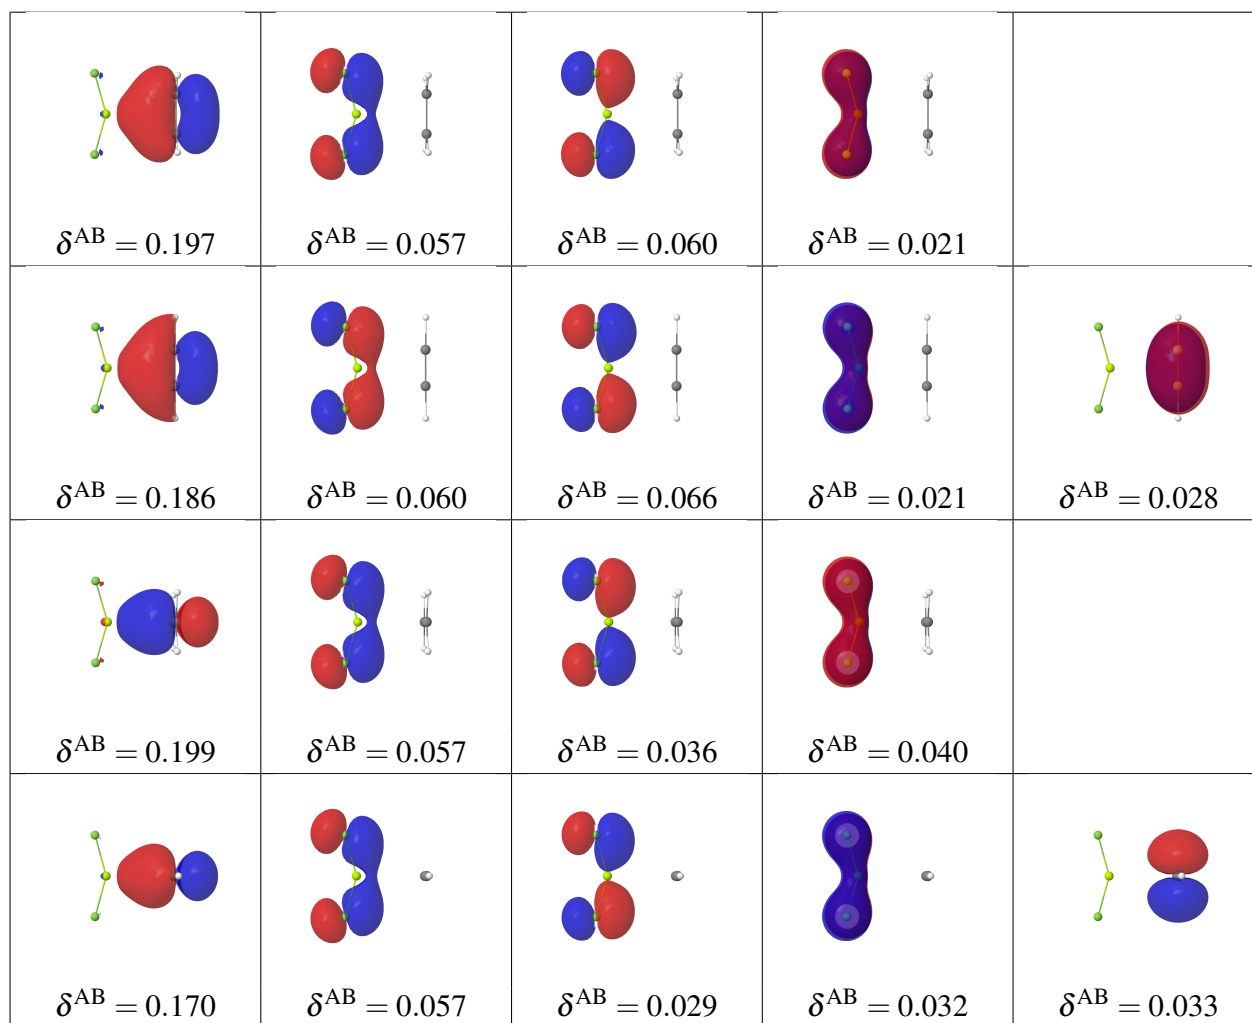 δ^AB = 0.197 δ^AB = 0.057 δ^AB = 0.060 δ^AB = 0.021
δ^AB = 0.186 δ^AB = 0.060 δ^AB = 0.066 δ^AB = 0.021 δ^AB = 0.028
δ^AB = 0.199 δ^AB = 0.057 δ^AB = 0.036 δ^AB = 0.040
δ^AB = 0.170 δ^AB = 0.057 δ^AB = 0.029 δ^AB = 0.032 δ^AB = 0.033